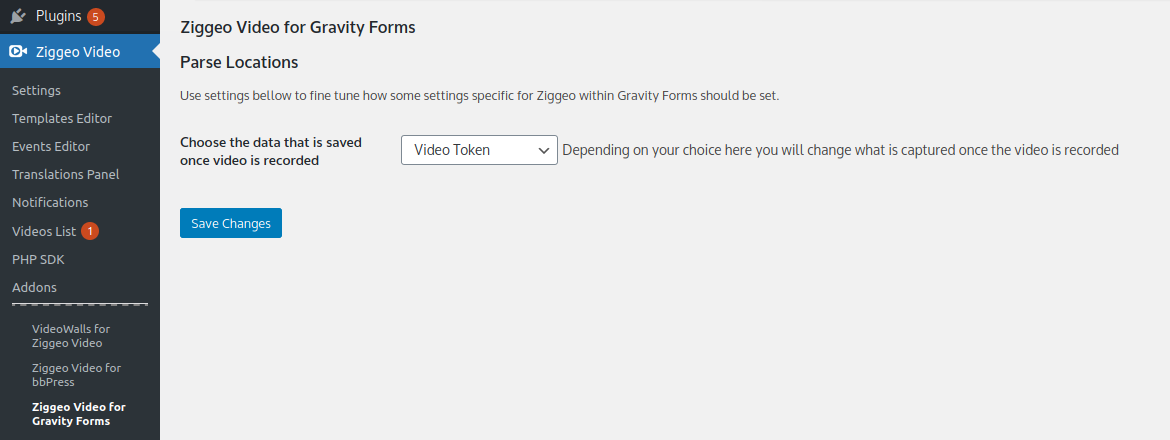 Plugins 5
Ziggeo Video
Settings
Templates Editor
Events Editor
Translations Panel
Notifications
Videos List 1
PHP SDK
Addons
VideoWalls for
Ziggeo Video
Ziggeo Video for
bbPress
Ziggeo Video for
Gravity Forms
Ziggeo Video for Gravity Forms
Parse Locations
Use settings bellow to fine tune how some settings specific for Ziggeo within Gravity Forms should be set.
Choose the data that is saved
once video is recorded
Video Token
Depending on your choice here you will change what is captured once the video is recorded
Save Changes